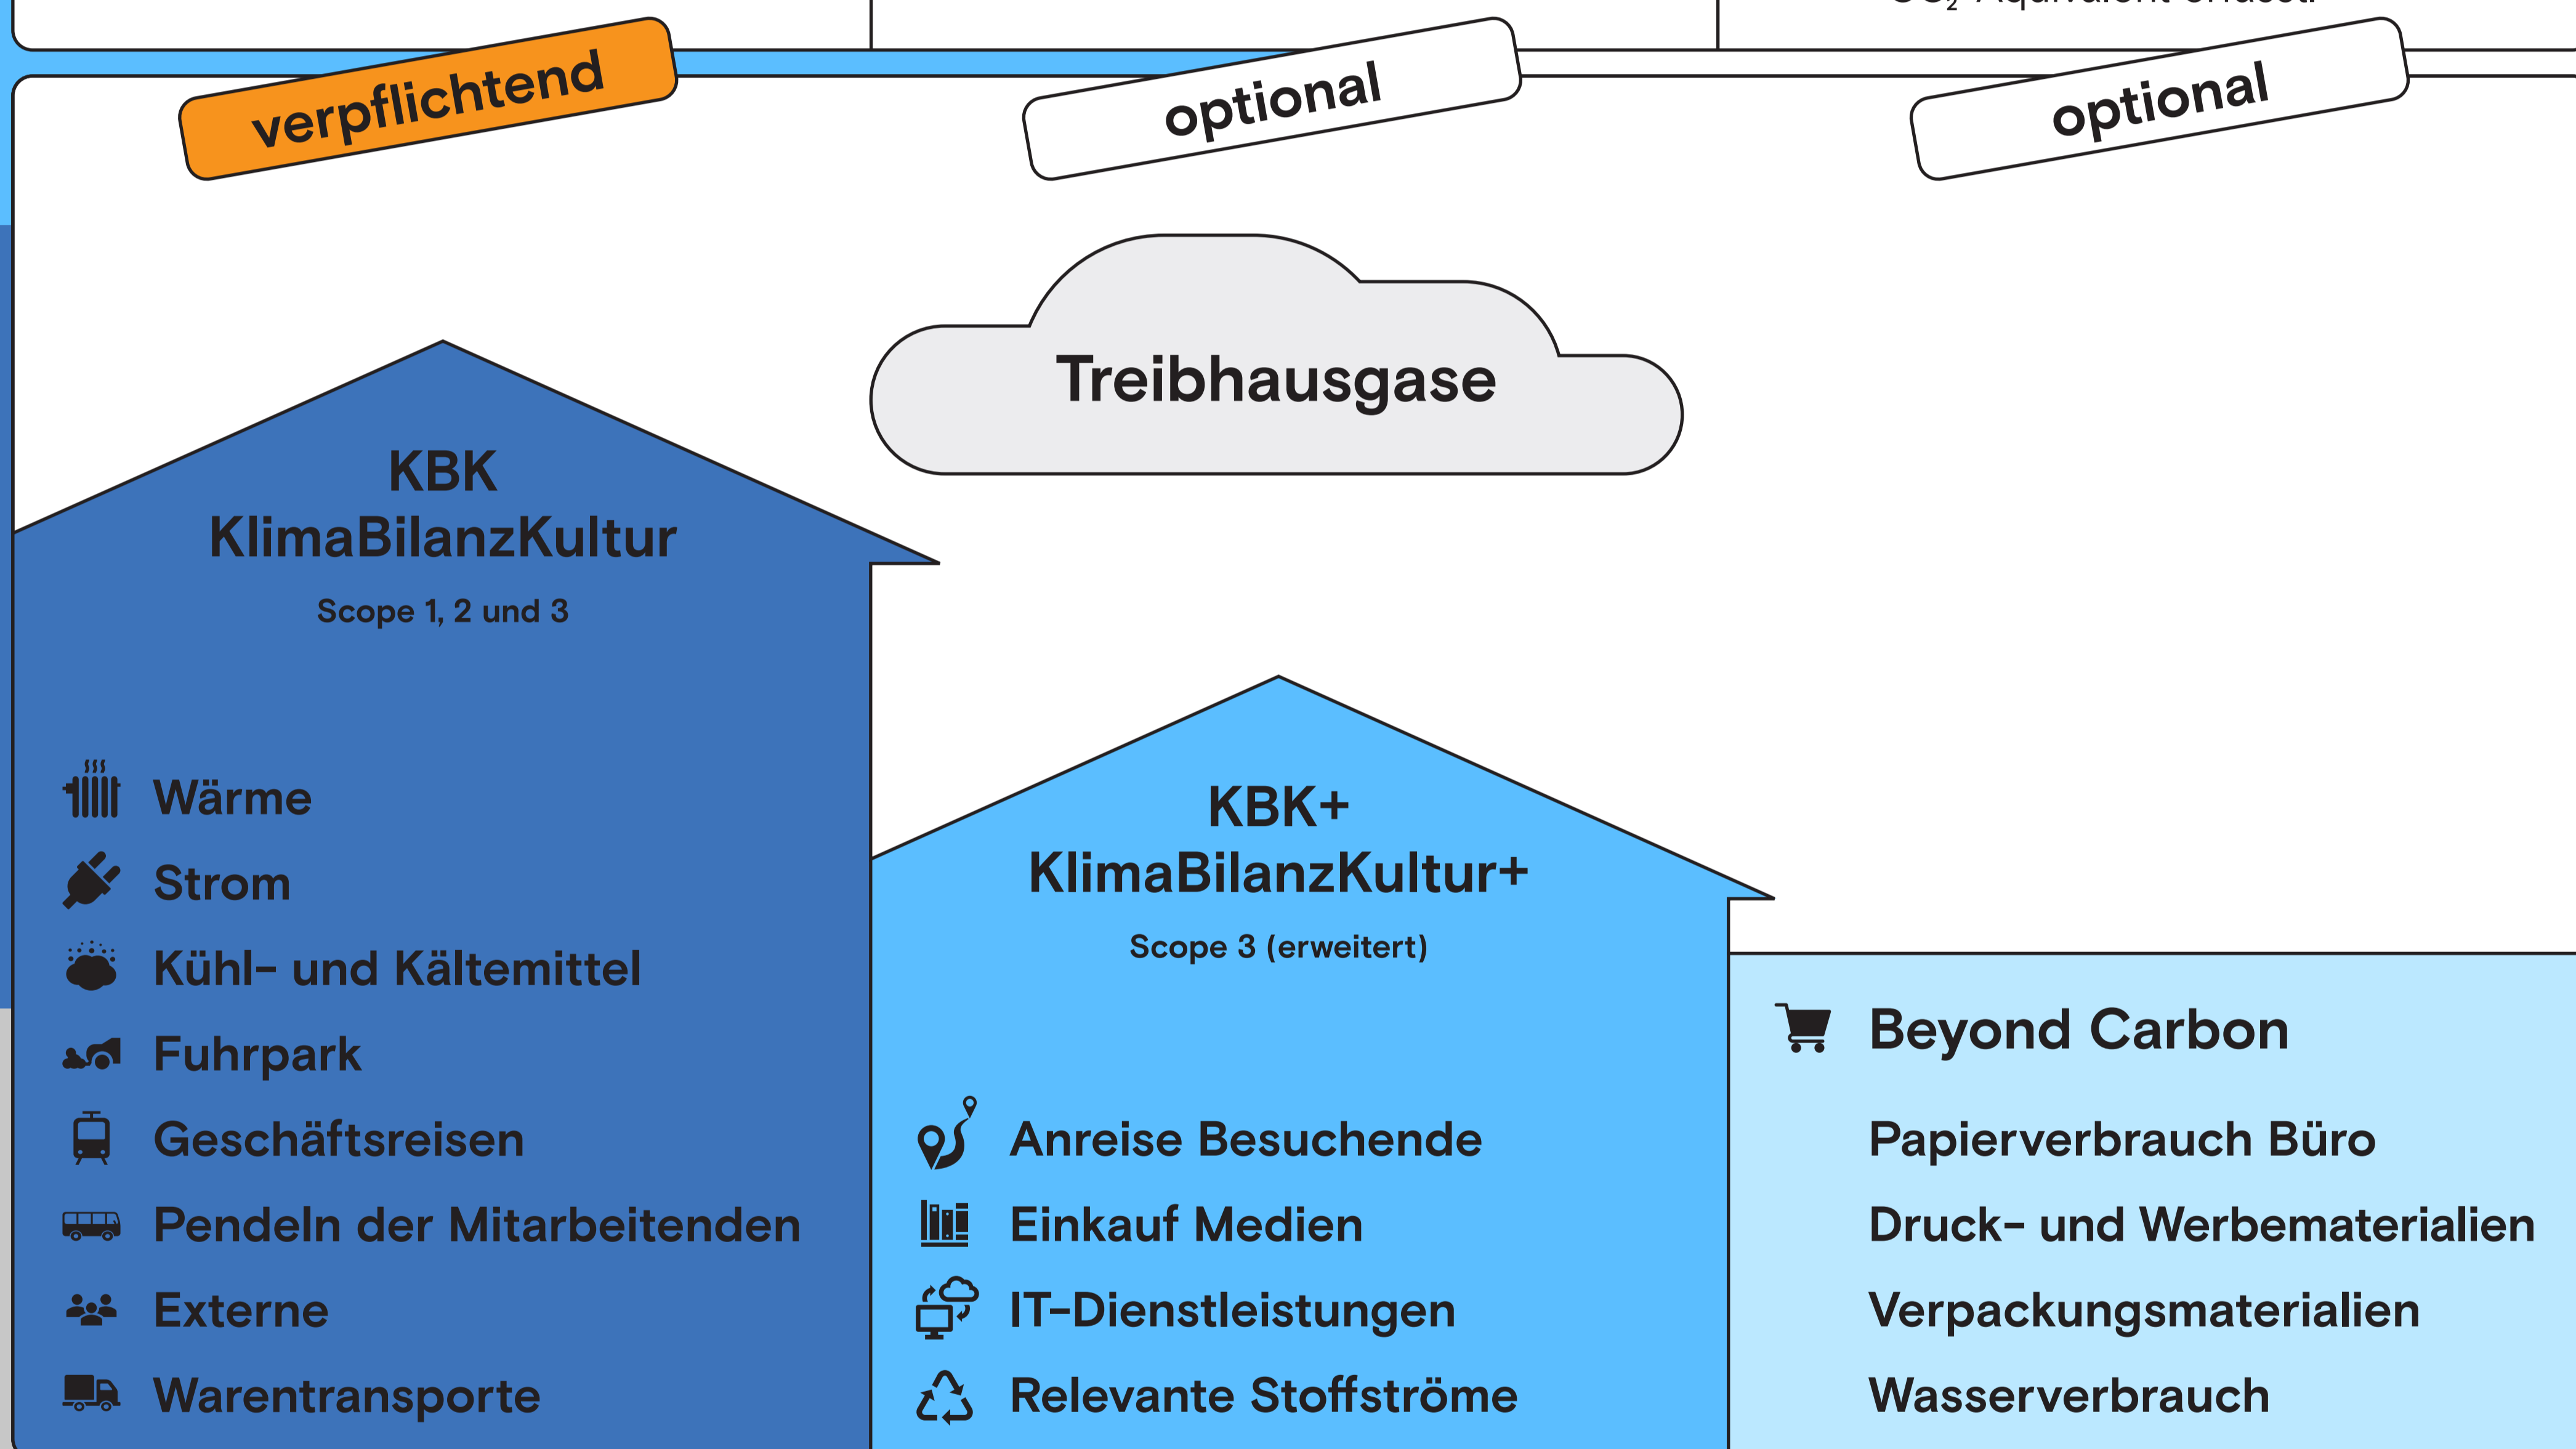 verpflichtend
optional
optional
Treibhausgase
KBK
KlimaBilanzKultur
Scope 1, 2 und 3
Wärme
Strom
Kühl- und Kältemittel
Fuhrpark
Geschäftsreisen
Pendeln der Mitarbeitenden
Externe
Warentransporte
KBK+
KlimaBilanzKultur+
Scope 3 (erweitert)
Anreise Besuchende
Einkauf Medien
IT-Dienstleistungen
Relevante Stoffströme
Beyond Carbon
Papierverbrauch Büro
Druck- und Werbematerialien
Verpackungsmaterialien
Wasserverbrauch